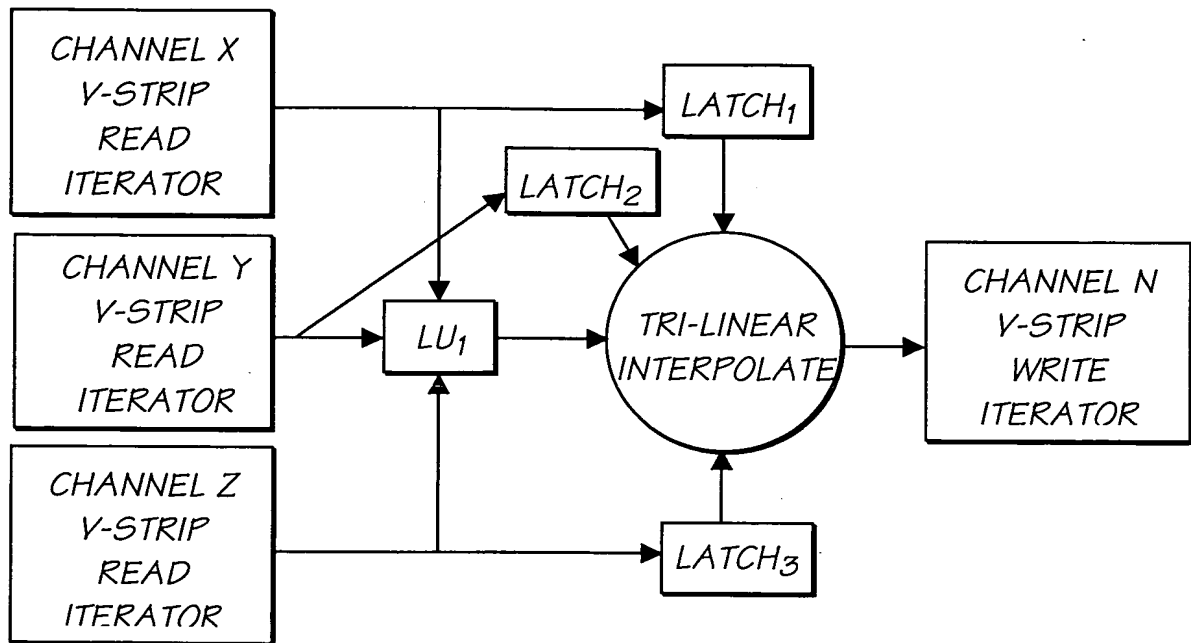 CHANNEL X
V-STRIP
READ
ITERATOR
LATCH₁
LATCH₂
CHANNEL Y
V-STRIP
READ
ITERATOR
LU₁
TRI-LINEAR
INTERPOLATE
CHANNEL N
V-STRIP
WRITE
ITERATOR
CHANNEL Z
V-STRIP
READ
ITERATOR
LATCH₃